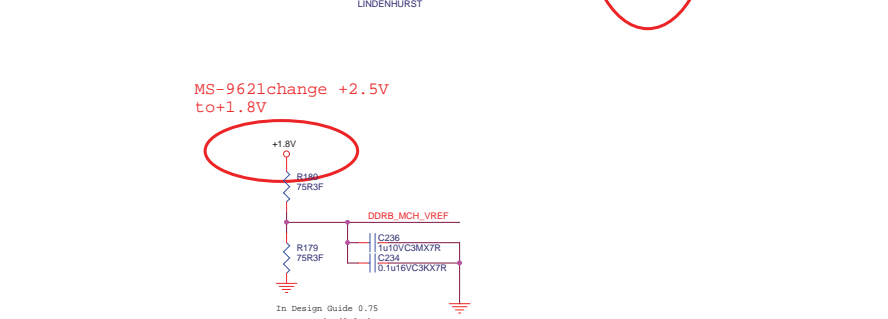 LINDENHURST
MS-9621change +2.5V
to+1.8V
+1.8V
R180
75R3F
DDRB_MCH_VREF
C236
1u10VC3MX7R
R179
75R3F
C234
0.1u16VC3KX7R
In Design Guide 0.75